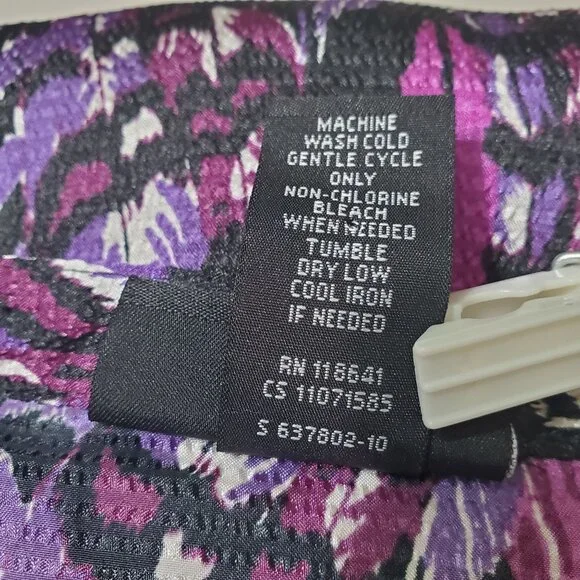 MACHINE
WASH COLD
GENTLE CYCLE
ONLY
NON-CHLORINE
BLEACH
WHEN NEEDED
TUMBLE
DRY LOW
COOL IRON
IF NEEDED
RN 118641
CS 11071585
S 637802-10